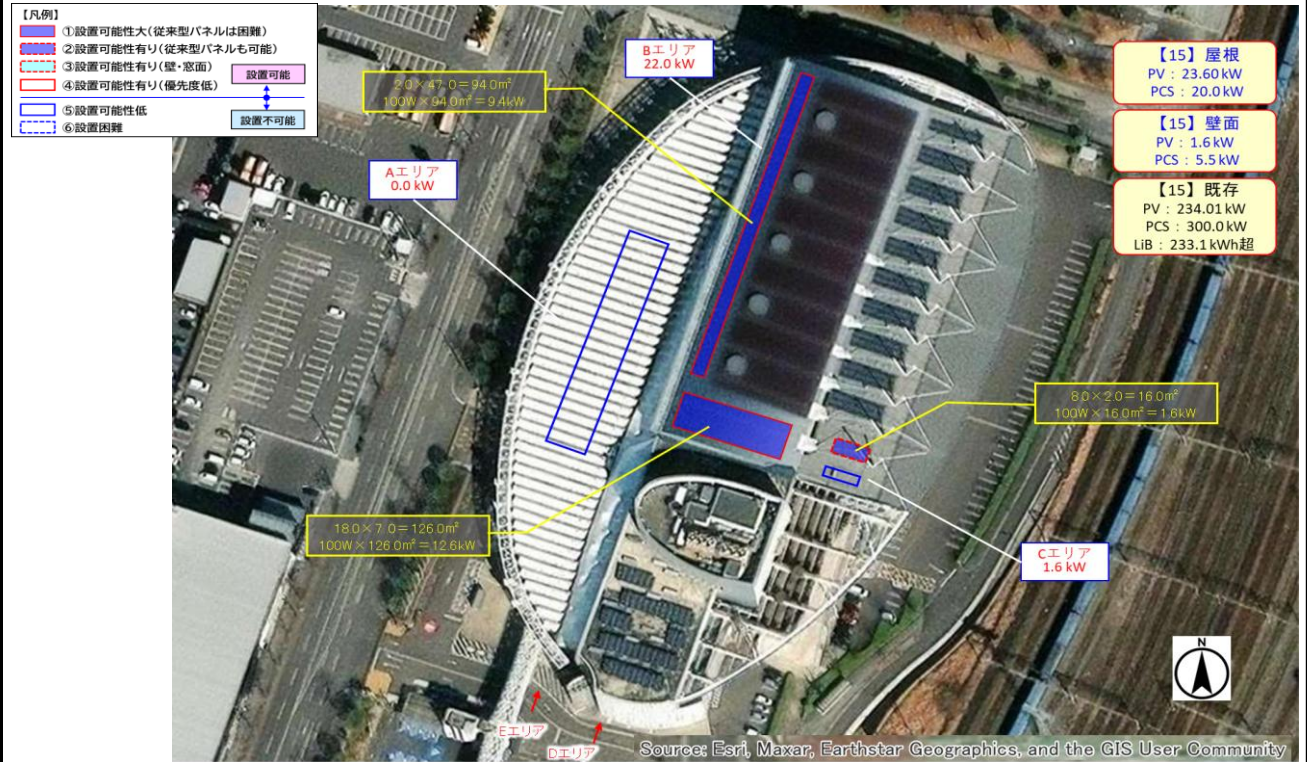 【凡例】
①設置可能性大(従来型パネルは困難)
②設置可能性有り(従来型パネルも可能)
③設置可能性有り(壁・窓面)
④設置可能性有り(優先度低)
⑤設置可能性低
⑥設置困難
設置可能
設置不可能
Bエリア
22.0 kW
2.0×47.0=94.0m²
100W×94.0m²=9.4kW
Aエリア
0.0 kW
【15】屋根
PV : 23.60 kW
PCS : 20.0 kW
【15】壁面
PV : 1.6 kW
PCS : 5.5 kW
【15】既存
PV : 234.01 kW
PCS : 300.0 kW
LiB : 233.1 kWh超
8.0×2.0=16.0m²
100W×16.0m²=1.6kW
18.0×7.0=126.0m²
100W×126.0m²=12.6kW
Cエリア
1.6 kW
N
Eエリア
Dエリア
Source: Esri, Maxar, Earthstar Geographics, and the GIS User Community